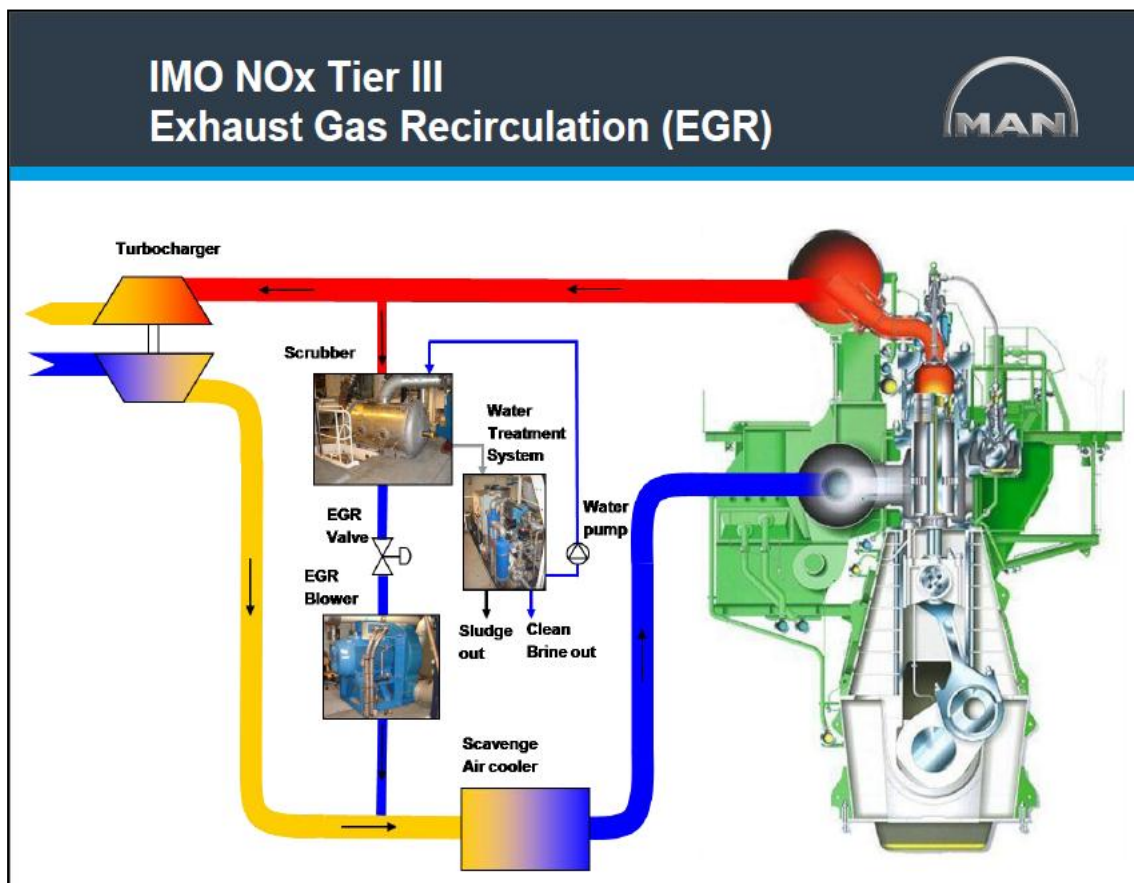 IMO NOx Tier III
Exhaust Gas Recirculation (EGR)
MAN
Turbocharger
Scrubber
Water
Treatment
System
EGR
Valve
Water
pump
EGR
Blower
Sludge
out
Clean
Brine out
Scavenge
Air cooler